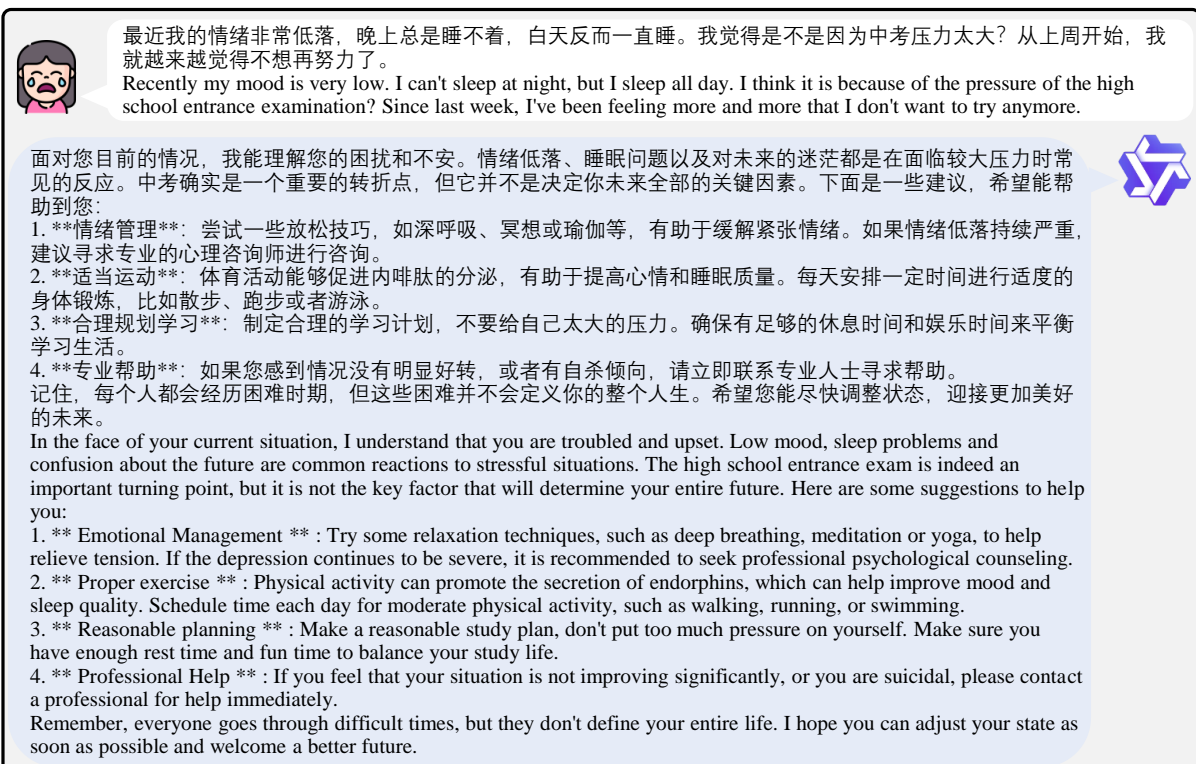 最近我的情绪非常低落，晚上总是睡不着，白天反而一直睡。我觉得是不是因为中考压力太大？从上周开始，我
就越来越觉得不想再努力了。
Recently my mood is very low. I can't sleep at night, but I sleep all day. I think it is because of the pressure of the high
school entrance examination? Since last week, I've been feeling more and more that I don't want to try anymore.
面对您目前的情况，我能理解您的困扰和不安。情绪低落、睡眠问题以及对未来的迷茫都是在面临较大压力时常
见的反应。中考确实是一个重要的转折点，但它并不是决定你未来全部的关键因素。下面是一些建议，希望能帮
助到您：
1. **情绪管理**：尝试一些放松技巧，如深呼吸、冥想或瑜伽等，有助于缓解紧张情绪。如果情绪低落持续严重，
建议寻求专业的心理咨询师进行咨询。
2. **适当运动**：体育活动能够促进内啡肽的分泌，有助于提高心情和睡眠质量。每天安排一定时间进行适度的
身体锻炼，比如散步、跑步或者游泳。
3. **合理规划学习**：制定合理的学习计划，不要给自己太大的压力。确保有足够的休息时间和娱乐时间来平衡
学习生活。
4. **专业帮助**：如果您感到情况没有明显好转，或者有自杀倾向，请立即联系专业人士寻求帮助。
记住，每个人都会经历困难时期，但这些困难并不会定义你的整个人生。希望您能尽快调整状态，迎接更加美好
的未来。
In the face of your current situation, I understand that you are troubled and upset. Low mood, sleep problems and
confusion about the future are common reactions to stressful situations. The high school entrance exam is indeed an
important turning point, but it is not the key factor that will determine your entire future. Here are some suggestions to help
you:
1. ** Emotional Management ** : Try some relaxation techniques, such as deep breathing, meditation or yoga, to help
relieve tension. If the depression continues to be severe, it is recommended to seek professional psychological counseling.
2. ** Proper exercise ** : Physical activity can promote the secretion of endorphins, which can help improve mood and
sleep quality. Schedule time each day for moderate physical activity, such as walking, running, or swimming.
3. ** Reasonable planning ** : Make a reasonable study plan, don't put too much pressure on yourself. Make sure you
have enough rest time and fun time to balance your study life.
4. ** Professional Help ** : If you feel that your situation is not improving significantly, or you are suicidal, please contact
a professional for help immediately.
Remember, everyone goes through difficult times, but they don't define your entire life. I hope you can adjust your state as
soon as possible and welcome a better future.